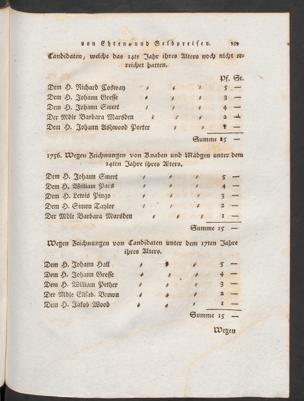 von Ehren- und Geldpreisen.
Candidaten, welche das 14te Jahr ihres Alters noch nicht er-
reichet hatten.
Pf. St.
Dem H. Richard Cosway 5 —
Dem H. Johann Gresse 3 —
Dem H. Johann Smert 4 —
Der Mdle Barbara Marsden 2 —
Dem H. Johann Ashwood Porter 1 —
Summe 15 —
1756. Wegen Zeichnungen von Knaben und Mädgen unter dem
14ten Jahre ihres Alters.
Dem H. Johann Smert 5 —
Dem H. William Pars 4 —
Dem H. Lewis Pingo 3 —
Dem H. Simon Taylor 2 —
Der Mdle Barbara Marsden 1 —
Summe 15 —
Wegen Zeichnungen von Candidaten unter dem 17ten Jahre
ihres Alters.
Dem H. Johann Hall 5 —
Dem H. Johann Gresse 4 —
Dem H. William Pether 3 —
Der Mdle Elisab. Brown 2 —
Dem H. Jakob Wood 1 —
Summe 15 —
Wegen